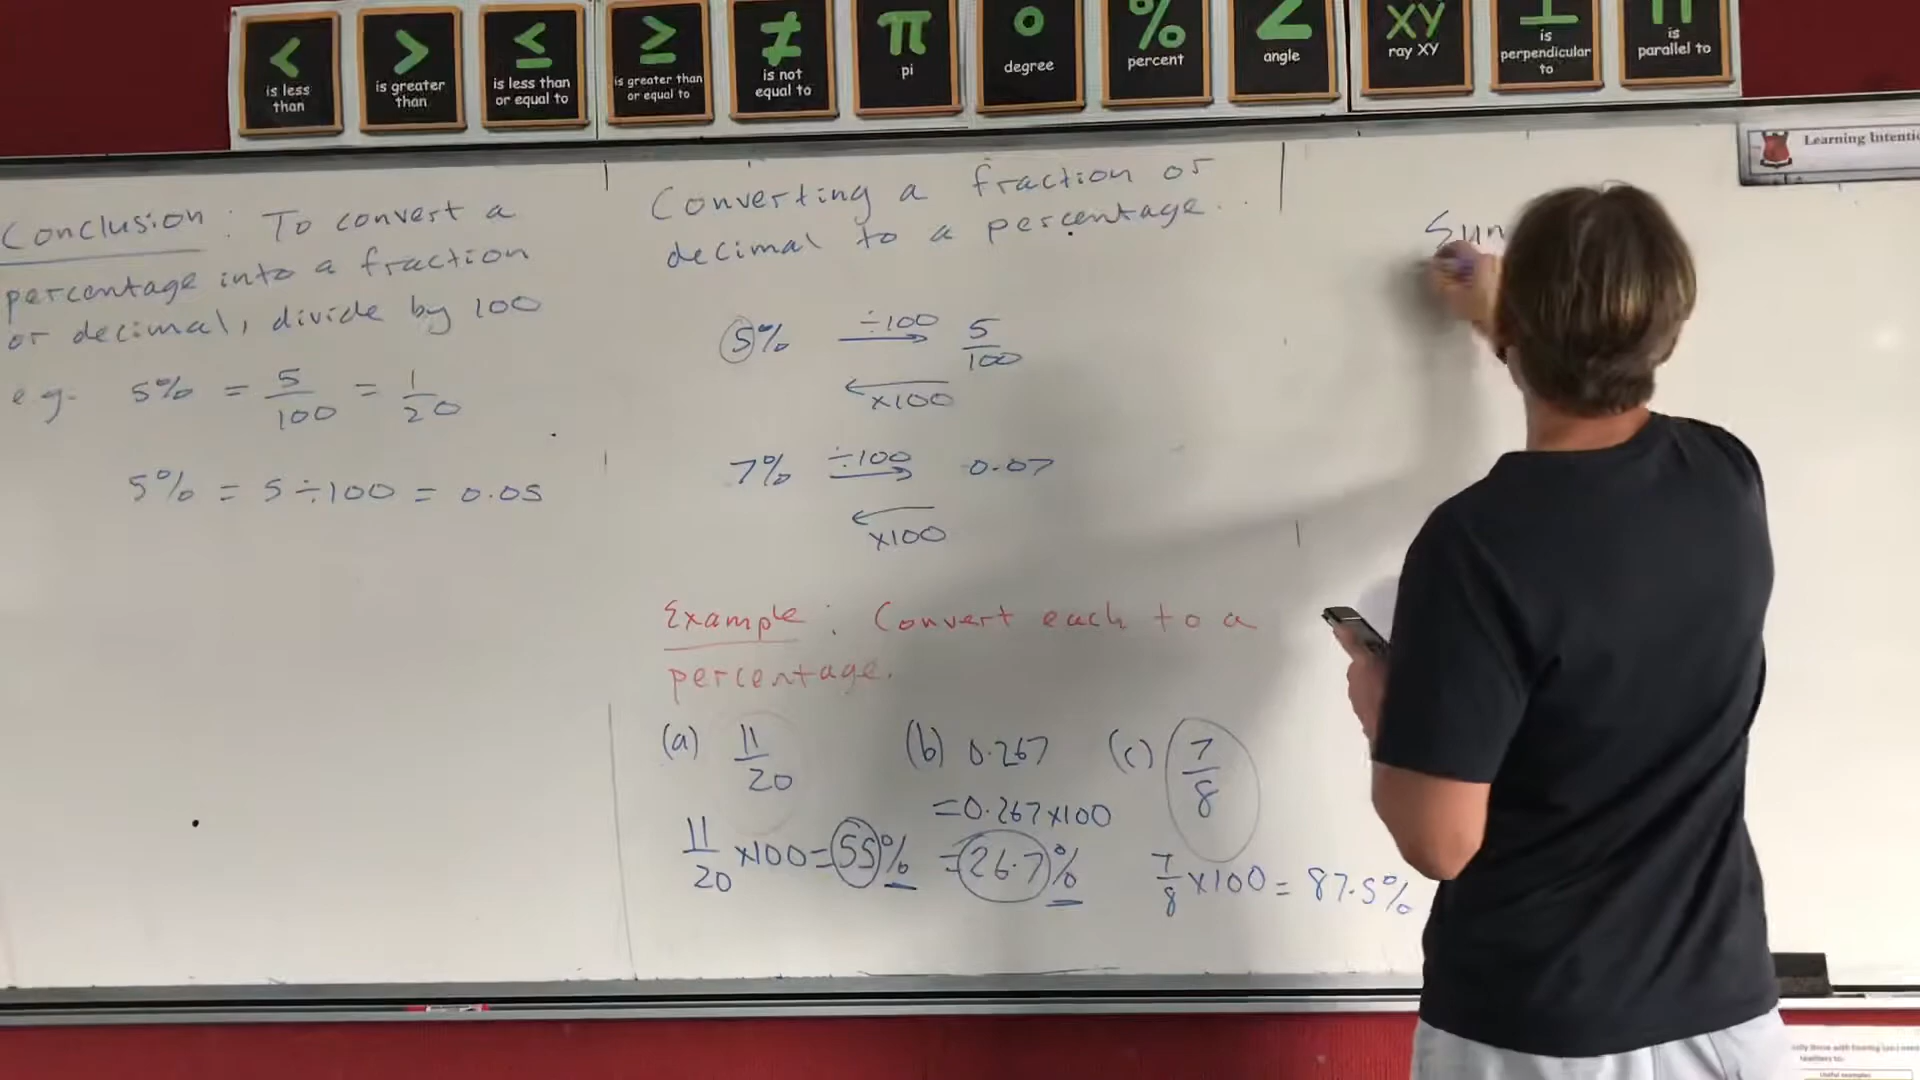 <
is less
than
>
is greater
than
≤
is less than
or equal to
≥
is greater than
or equal to
≠
is not
equal to
π
pi
degree
%
percent
∠
angle
XY
ray XY
⊥
is
perpendicular
to
is
parallel to
Learning Intentio
Conclusion: To convert a
percentage into a fraction
or decimal, divide by 100
e.g. 5% = 5/100 = 1/20
5% = 5÷100 = 0.05
Converting a fraction or
decimal to a percentage.
5% ÷100 → 5/100
← ×100
7% ÷100 → 0.07
← ×100
Example: Convert each to a
percentage.
(a) 11/20
11/20 ×100=55%
(b) 0.267
=0.267×100
=26.7%
(c) 7/8
7/8 ×100 = 87.5%
Sun
Useful examples